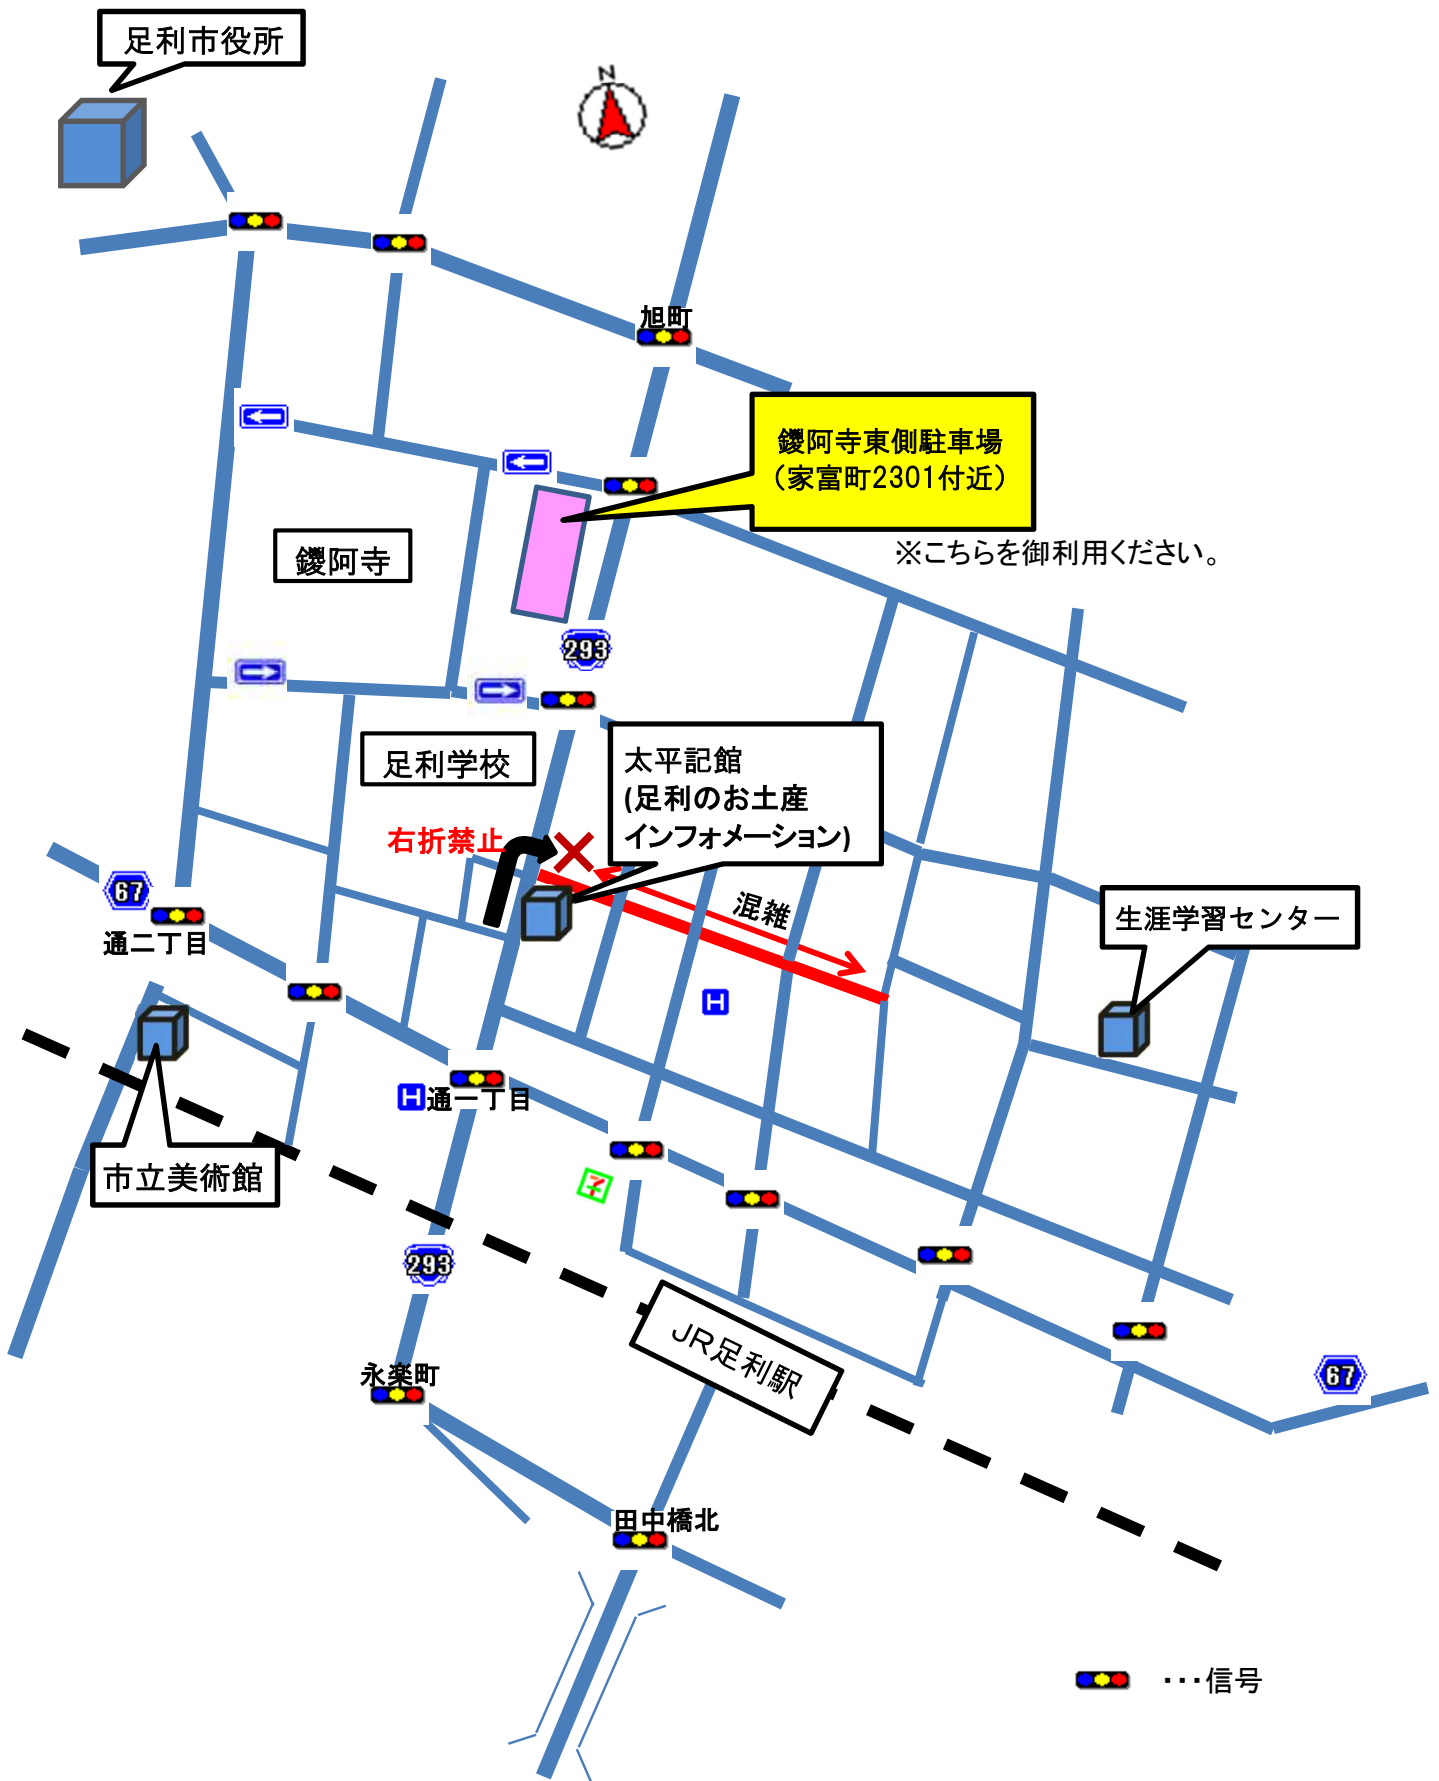 足利市役所
N
旭町
鑁阿寺東側駐車場
（家富町2301付近）
※こちらを御利用ください。
鑁阿寺
293
足利学校
太平記館
(足利のお土産
インフォメーション)
右折禁止
混雑
67
通二丁目
生涯学習センター
H
H
通一丁目
市立美術館
7
293
JR足利駅
67
永楽町
田中橋北
・・・信号